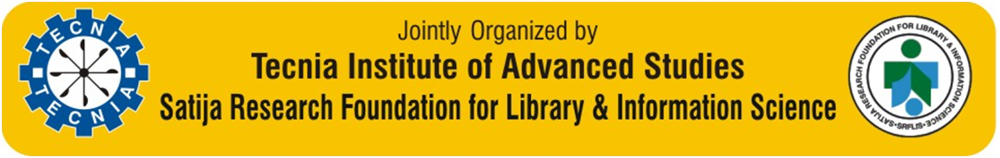 TECNIA
TECNIA
Jointly Organized by
Tecnia Institute of Advanced Studies
Satija Research Foundation for Library & Information Science
SATIJA RESEARCH FOUNDATION FOR LIBRARY & INFORMATION SCIENCE
•SRFLIS•